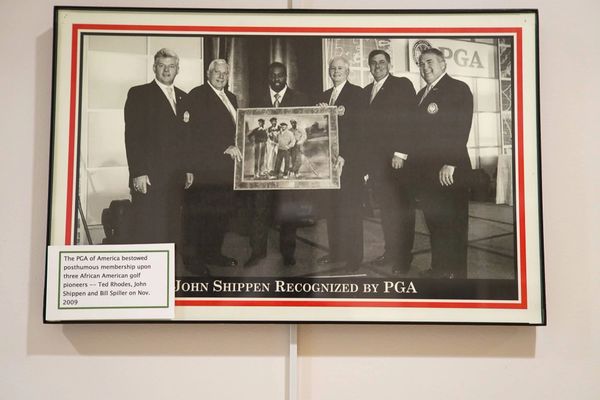 PGA
The PGA of America bestowed
posthumous membership upon
three African American golf
pioneers -- Ted Rhodes, John
Shippen and Bill Spiller on Nov.
2009
JOHN SHIPPEN RECOGNIZED BY PGA